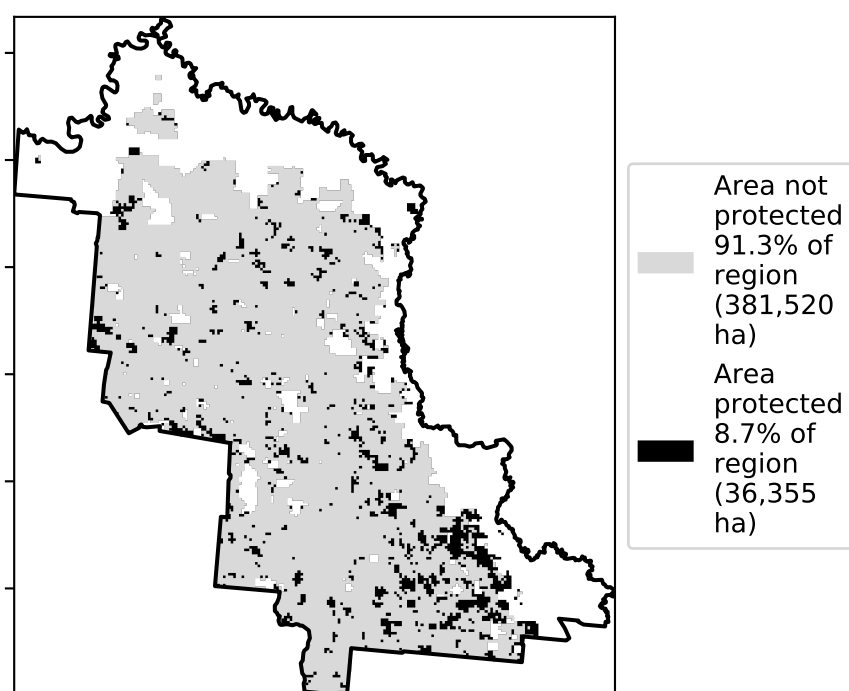 Area not
protected
91.3% of
region
(381,520
ha)
Area
protected
8.7% of
region
(36,355
ha)